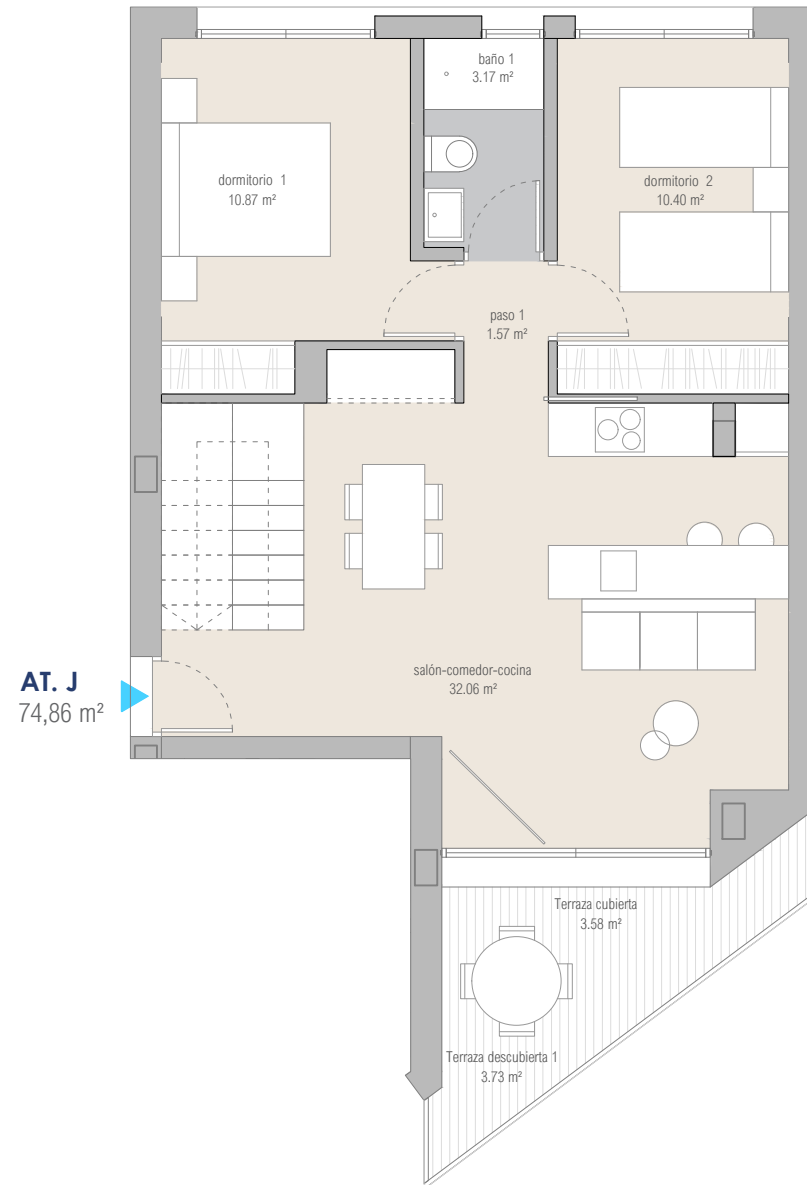 baño 1
3.17 m²
dormitorio 1
10.87 m²
dormitorio 2
10.40 m²
paso 1
1.57 m²
salón-comedor-cocina
32.06 m²
AT. J
74,86 m²
Terraza cubierta
3.58 m²
Terraza descubierta 1
3.73 m²